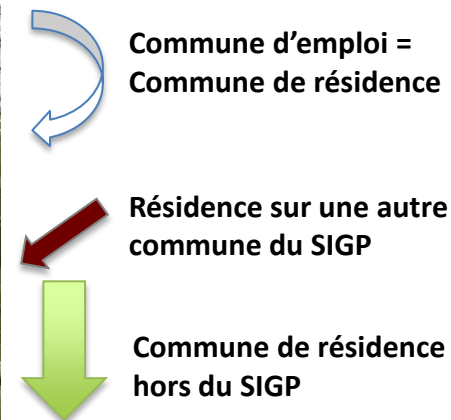 Commune d’emploi =
Commune de résidence
Résidence sur une autre
commune du SIGP
Commune de résidence
hors du SIGP